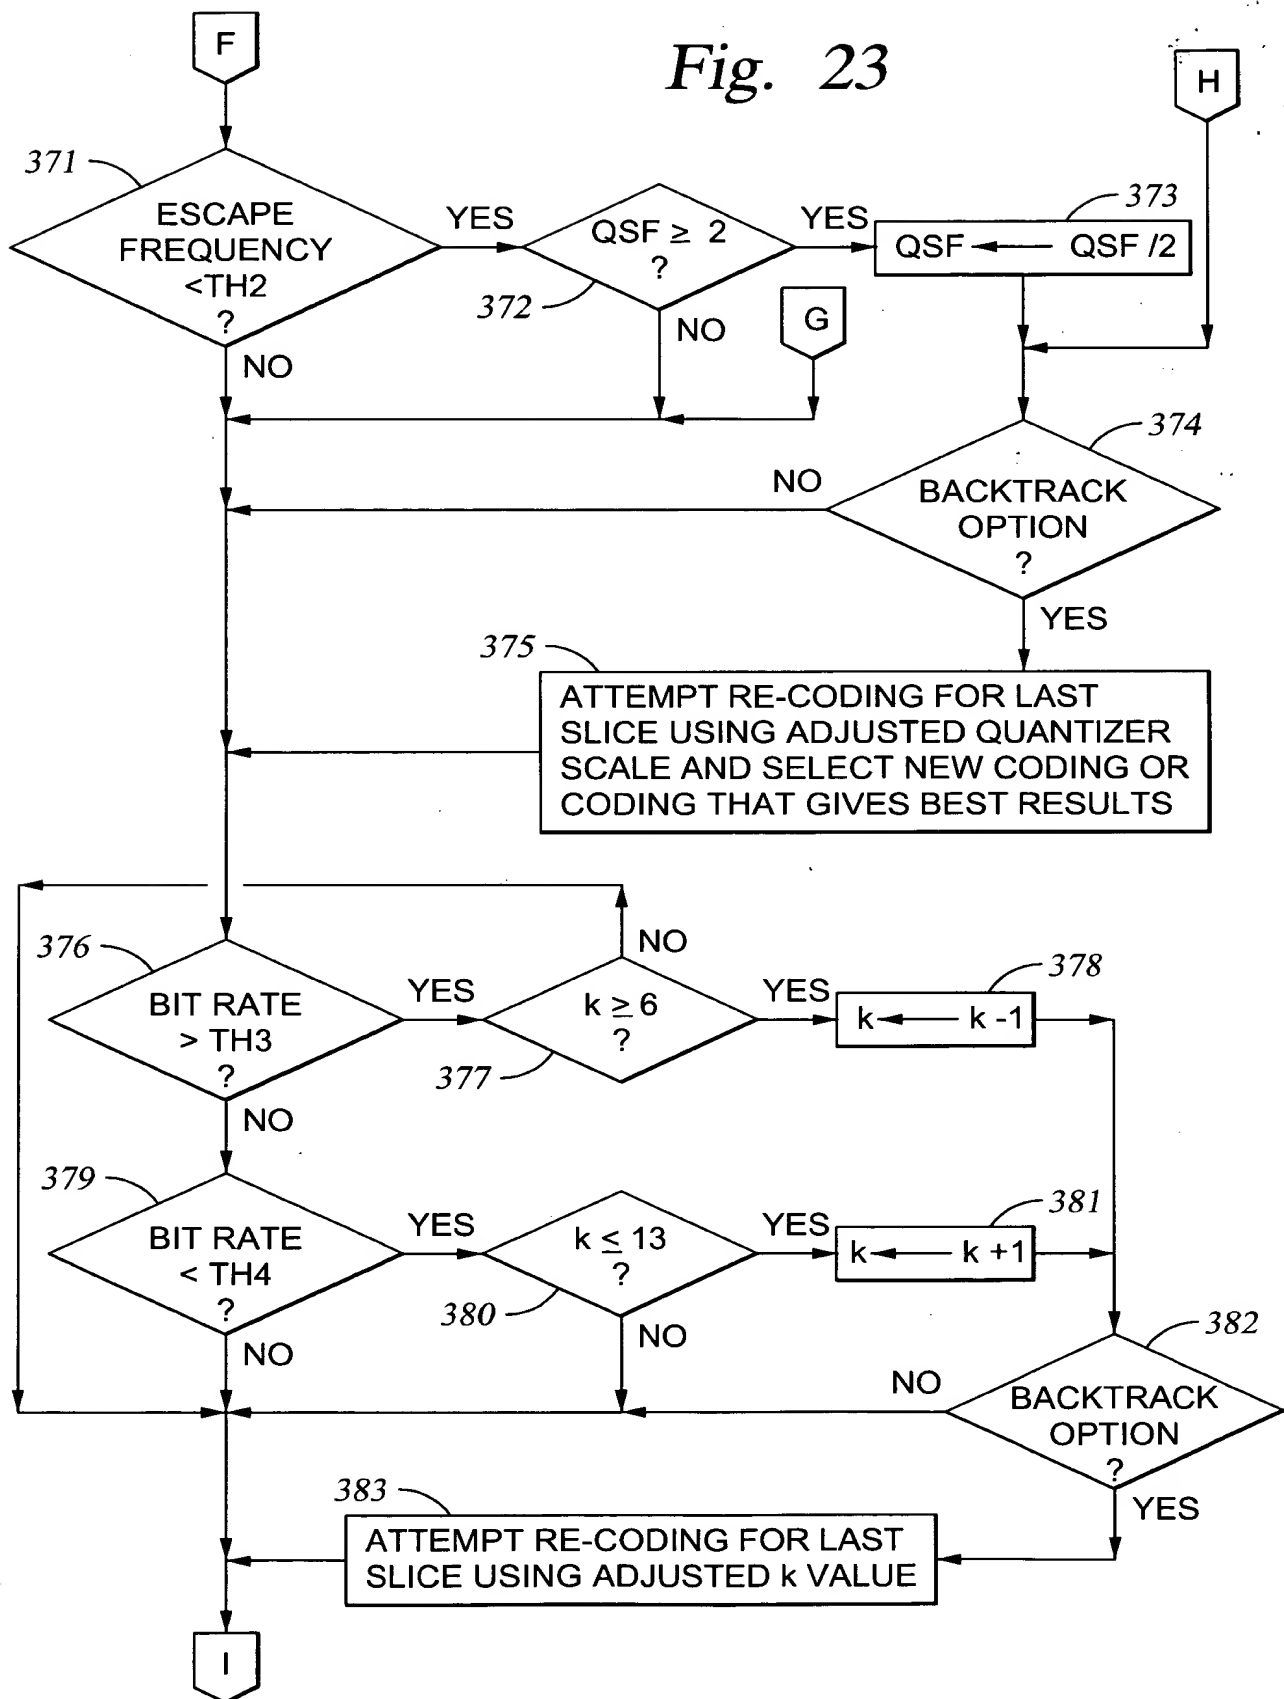 F
Fig. 23
H
371
ESCAPE
FREQUENCY
<TH2
?
YES
NO
QSF ≥ 2
?
372
YES
NO
373
QSF ← QSF /2
G
374
BACKTRACK
OPTION
?
NO
YES
375
ATTEMPT RE-CODING FOR LAST
SLICE USING ADJUSTED QUANTIZER
SCALE AND SELECT NEW CODING OR
CODING THAT GIVES BEST RESULTS
376
BIT RATE
> TH3
?
YES
NO
k ≥ 6
?
377
NO
YES
378
k ← k -1
379
BIT RATE
< TH4
?
YES
NO
k ≤ 13
?
380
YES
NO
381
k ← k +1
382
BACKTRACK
OPTION
?
NO
YES
383
ATTEMPT RE-CODING FOR LAST
SLICE USING ADJUSTED k VALUE
I